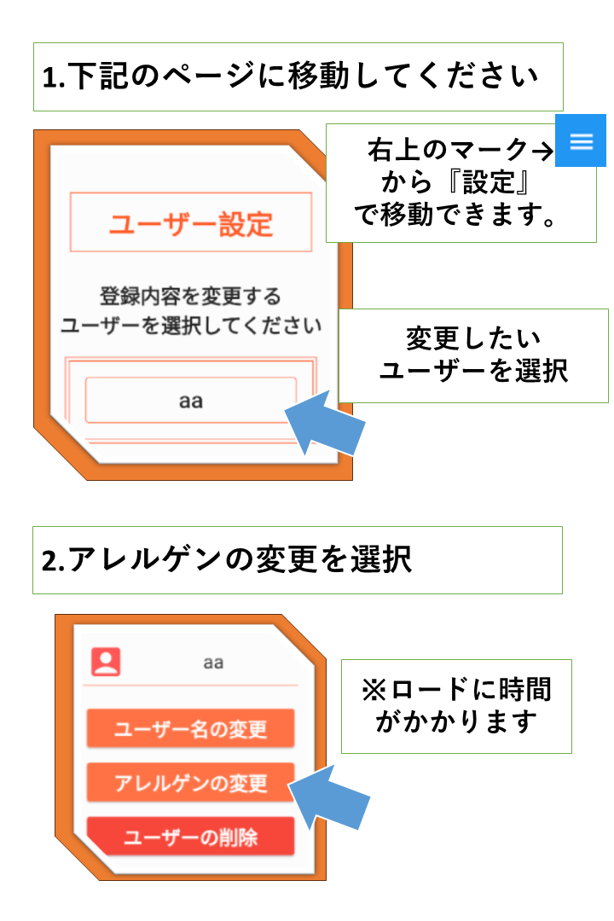 1.下記のページに移動してください
右上のマーク→
から『設定』
で移動できます。
ユーザー設定
登録内容を変更する
ユーザーを選択してください
変更したい
ユーザーを選択
aa
2.アレルゲンの変更を選択
aa
※ロードに時間
がかかります
ユーザー名の変更
アレルゲンの変更
ユーザーの削除